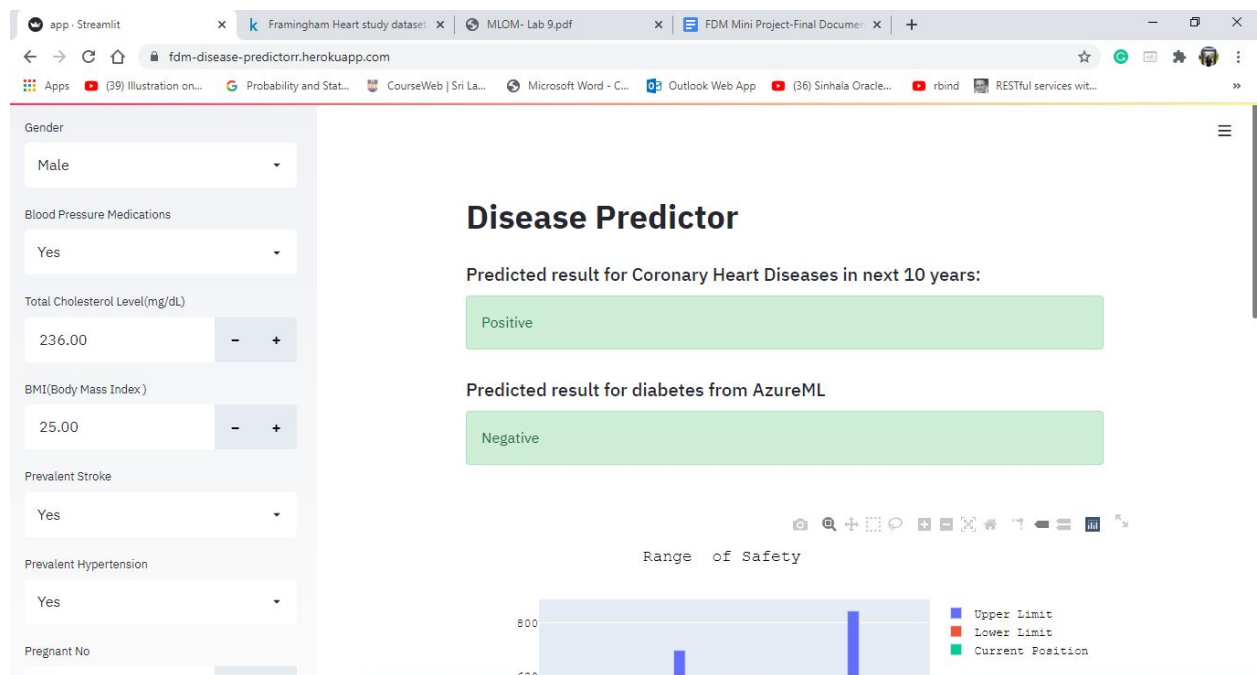 app · Streamlit
Framingham Heart study dataset
MLOM- Lab 9.pdf
FDM Mini Project-Final Documen
fdm-disease-predictorr.herokuapp.com
Apps
(39) Illustration on...
Probability and Stat...
CourseWeb | Sri La...
Microsoft Word - C...
Outlook Web App
(36) Sinhala Oracle...
rbind
RESTful services wit...
Gender
Male
Blood Pressure Medications
Yes
Total Cholesterol Level(mg/dL)
236.00
- +
BMI(Body Mass Index )
25.00
- +
Prevalent Stroke
Yes
Prevalent Hypertension
Yes
Pregnant No
Disease Predictor
Predicted result for Coronary Heart Diseases in next 10 years:
Positive
Predicted result for diabetes from AzureML
Negative
Range of Safety
800
Upper Limit
Lower Limit
Current Position